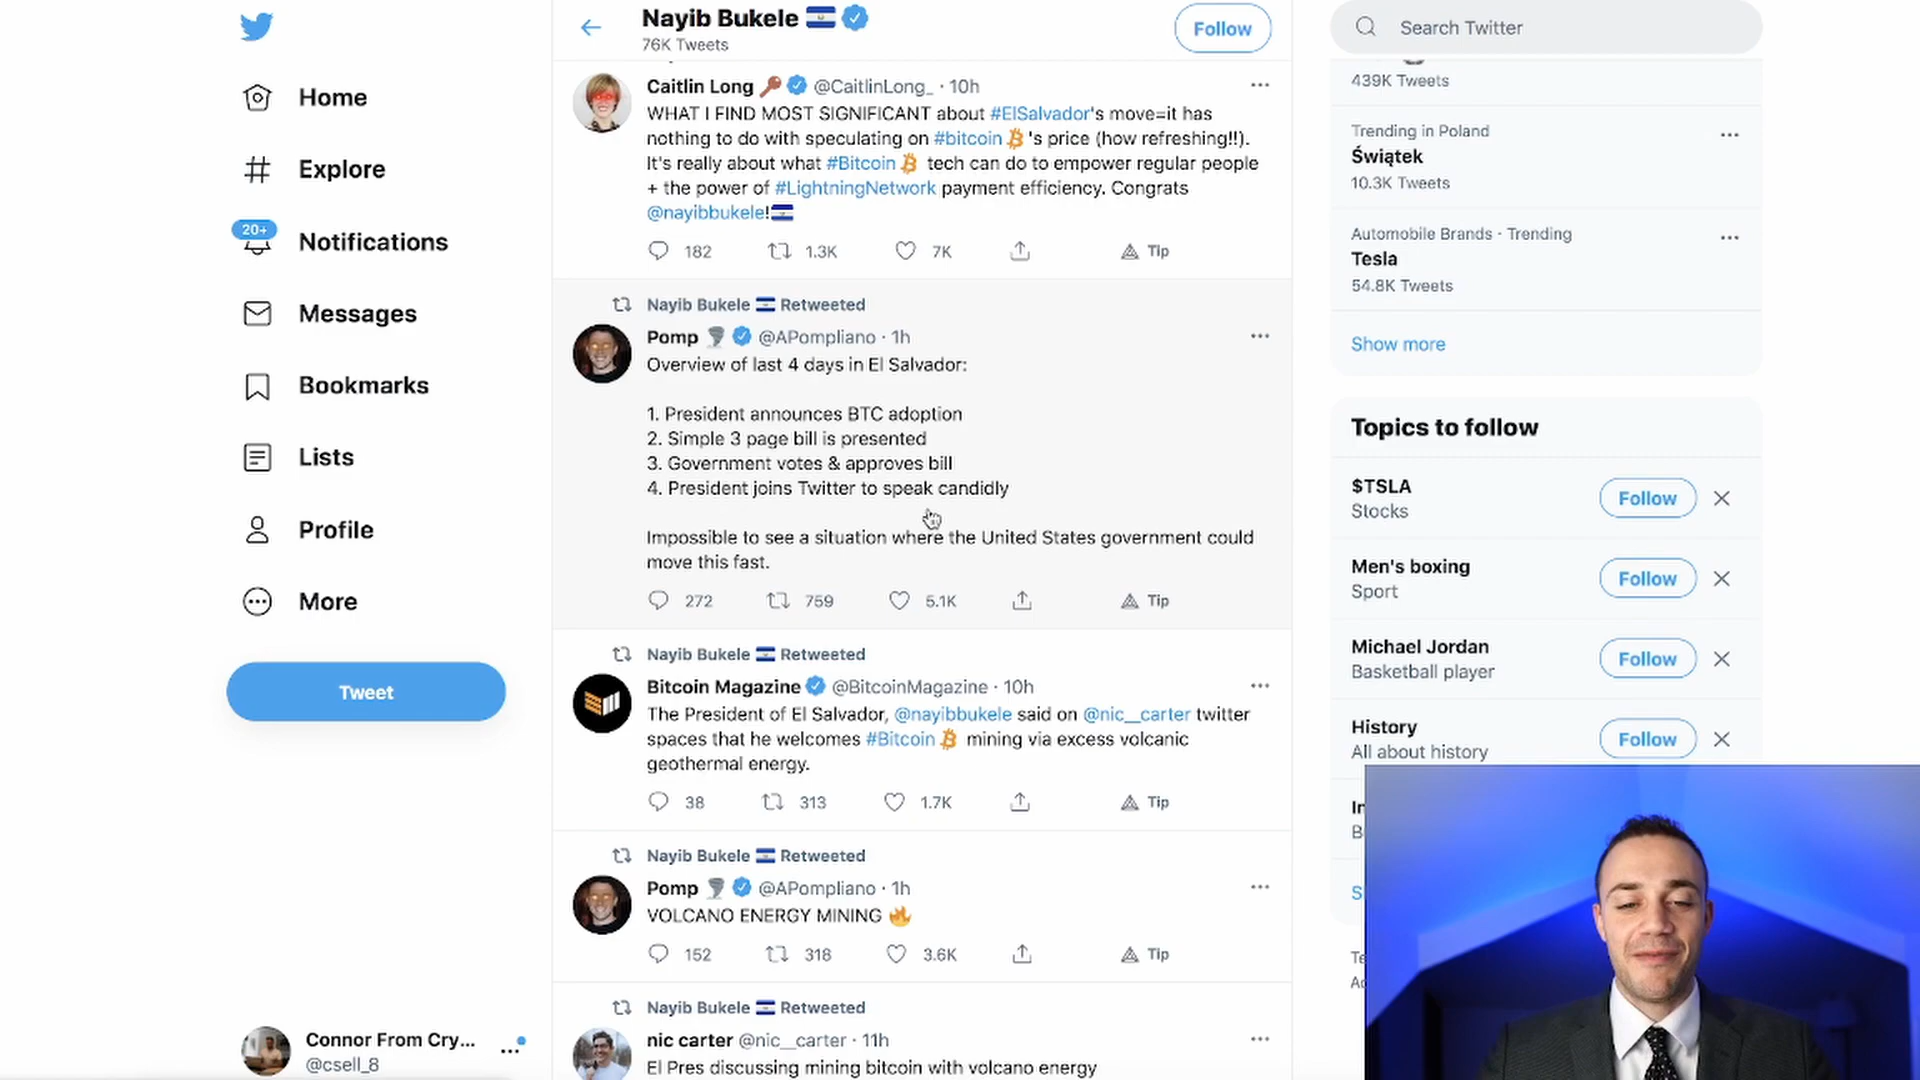 Home
Explore
20+
Notifications
Messages
Bookmarks
Lists
Profile
More
Tweet
Connor From Cry...
@csell_8
Nayib Bukele
76K Tweets
Follow
Caitlin Long @CaitlinLong_ · 10h
WHAT I FIND MOST SIGNIFICANT about #ElSalvador's move=it has
nothing to do with speculating on #bitcoin 's price (how refreshing!!).
It's really about what #Bitcoin tech can do to empower regular people
+ the power of #LightningNetwork payment efficiency. Congrats
@nayibbukele!
182 1.3K 7K Tip
Nayib Bukele Retweeted
Pomp @APompliano · 1h
Overview of last 4 days in El Salvador:
1. President announces BTC adoption
2. Simple 3 page bill is presented
3. Government votes & approves bill
4. President joins Twitter to speak candidly
Impossible to see a situation where the United States government could
move this fast.
272 759 5.1K Tip
Nayib Bukele Retweeted
Bitcoin Magazine @BitcoinMagazine · 10h
The President of El Salvador, @nayibbukele said on @nic__carter twitter
spaces that he welcomes #Bitcoin mining via excess volcanic
geothermal energy.
38 313 1.7K Tip
Nayib Bukele Retweeted
Pomp @APompliano · 1h
VOLCANO ENERGY MINING
152 318 3.6K Tip
Nayib Bukele Retweeted
nic carter @nic__carter · 11h
El Pres discussing mining bitcoin with volcano energy
Search Twitter
439K Tweets
Trending in Poland
Świątek
10.3K Tweets
Automobile Brands · Trending
Tesla
54.8K Tweets
Show more
Topics to follow
$TSLA
Stocks
Follow
Men's boxing
Sport
Follow
Michael Jordan
Basketball player
Follow
History
All about history
Follow